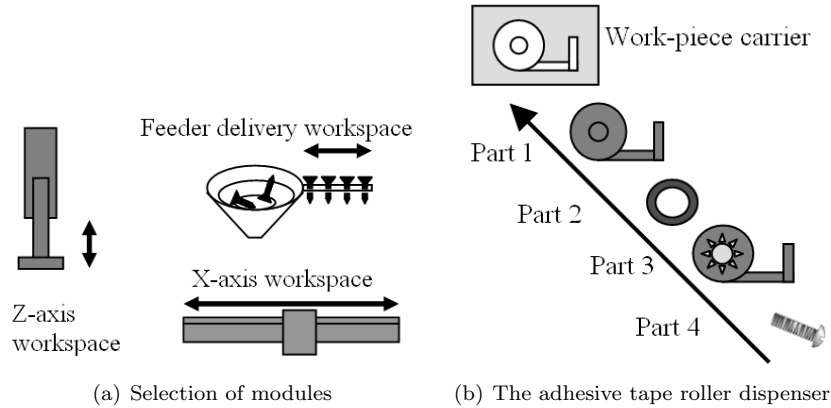 Feeder delivery workspace
X-axis workspace
Z-axis
workspace
(a) Selection of modules
Work-piece carrier
Part 1
Part 2
Part 3
Part 4
(b) The adhesive tape roller dispenser